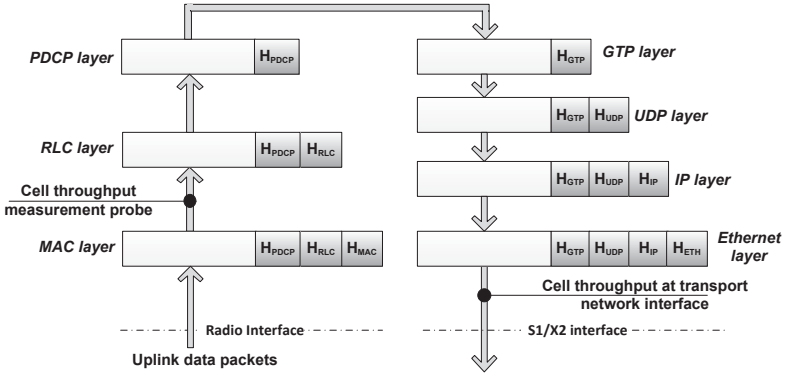 PDCP layer
H_PDCP
H_GTP
GTP layer
H_GTP H_UDP
UDP layer
RLC layer
H_PDCP H_RLC
H_GTP H_UDP H_IP
IP layer
Cell throughput
measurement probe
MAC layer
H_PDCP H_RLC H_MAC
H_GTP H_UDP H_IP H_ETH
Ethernet
layer
Cell throughput at transport
network interface
Radio Interface
S1/X2 interface
Uplink data packets